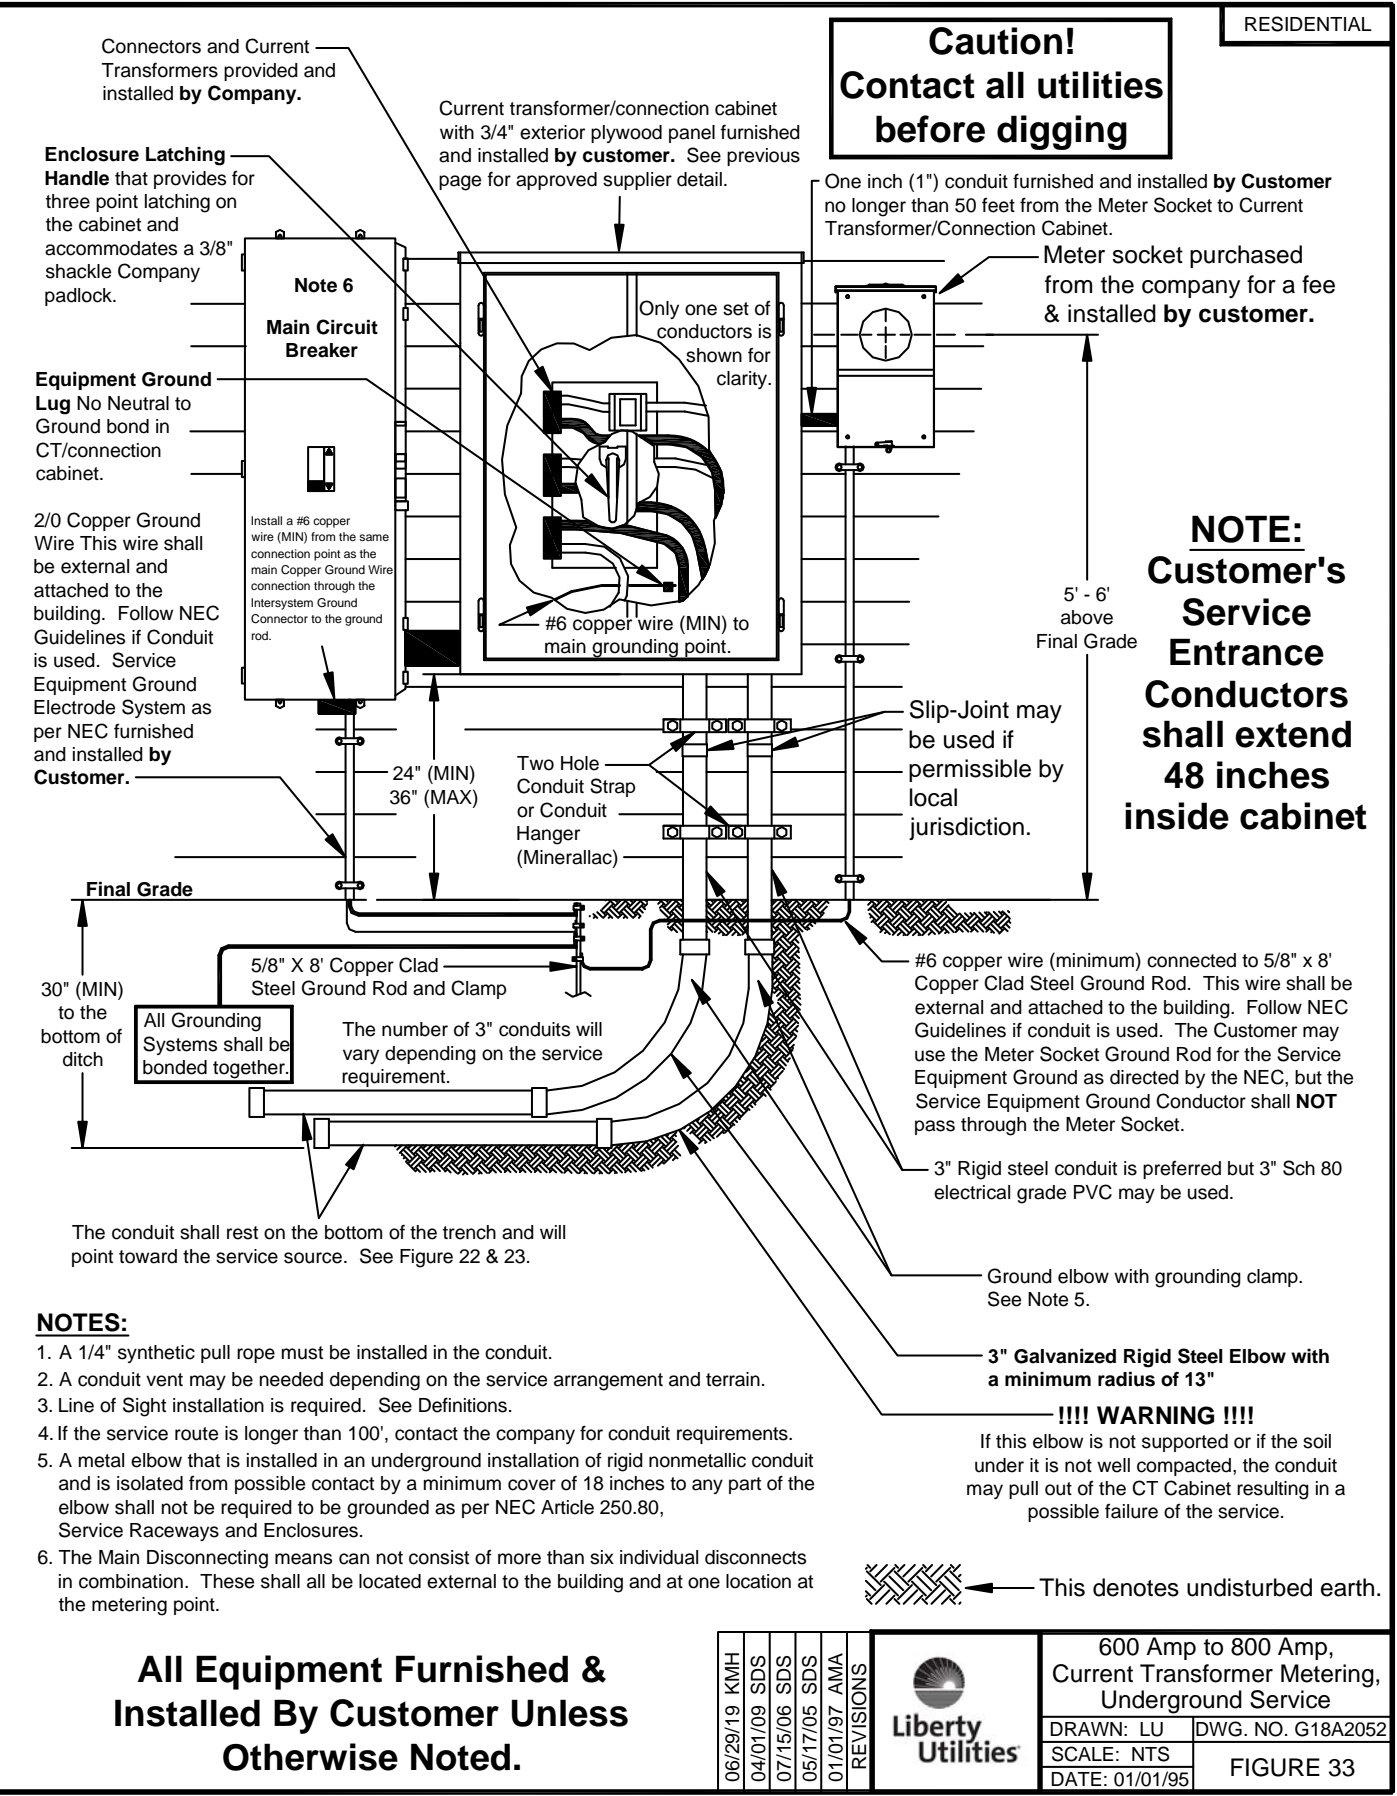 RESIDENTIAL
Caution!
Contact all utilities
before digging
Connectors and Current
Transformers provided and
installed by Company.
Current transformer/connection cabinet
with 3/4" exterior plywood panel furnished
and installed by customer. See previous
page for approved supplier detail.
Enclosure Latching
Handle that provides for
three point latching on
the cabinet and
accommodates a 3/8"
shackle Company
padlock.
One inch (1") conduit furnished and installed by Customer
no longer than 50 feet from the Meter Socket to Current
Transformer/Connection Cabinet.
Meter socket purchased
from the company for a fee
& installed by customer.
Note 6
Main Circuit
Breaker
Only one set of
conductors is
shown for
clarity.
Equipment Ground
Lug No Neutral to
Ground bond in
CT/connection
cabinet.
2/0 Copper Ground
Wire This wire shall
be external and
attached to the
building. Follow NEC
Guidelines if Conduit
is used. Service
Equipment Ground
Electrode System as
per NEC furnished
and installed by
Customer.
Install a #6 copper
wire (MIN) from the same
connection point as the
main Copper Ground Wire
connection through the
Intersystem Ground
Connector to the ground
rod.
#6 copper wire (MIN) to
main grounding point.
5' - 6'
above
Final Grade
NOTE:
Customer's
Service
Entrance
Conductors
shall extend
48 inches
inside cabinet
24" (MIN)
36" (MAX)
Two Hole
Conduit Strap
or Conduit
Hanger
(Minerallac)
Slip-Joint may
be used if
permissible by
local
jurisdiction.
Final Grade
30" (MIN)
to the
bottom of
ditch
5/8" X 8' Copper Clad
Steel Ground Rod and Clamp
All Grounding
Systems shall be
bonded together.
The number of 3" conduits will
vary depending on the service
requirement.
#6 copper wire (minimum) connected to 5/8" x 8'
Copper Clad Steel Ground Rod. This wire shall be
external and attached to the building. Follow NEC
Guidelines if conduit is used. The Customer may
use the Meter Socket Ground Rod for the Service
Equipment Ground as directed by the NEC, but the
Service Equipment Ground Conductor shall NOT
pass through the Meter Socket.
3" Rigid steel conduit is preferred but 3" Sch 80
electrical grade PVC may be used.
The conduit shall rest on the bottom of the trench and will
point toward the service source. See Figure 22 & 23.
Ground elbow with grounding clamp.
See Note 5.
3" Galvanized Rigid Steel Elbow with
a minimum radius of 13"
!!!! WARNING !!!!
If this elbow is not supported or if the soil
under it is not well compacted, the conduit
may pull out of the CT Cabinet resulting in a
possible failure of the service.
NOTES:
1. A 1/4" synthetic pull rope must be installed in the conduit.
2. A conduit vent may be needed depending on the service arrangement and terrain.
3. Line of Sight installation is required. See Definitions.
4. If the service route is longer than 100', contact the company for conduit requirements.
5. A metal elbow that is installed in an underground installation of rigid nonmetallic conduit
and is isolated from possible contact by a minimum cover of 18 inches to any part of the
elbow shall not be required to be grounded as per NEC Article 250.80,
Service Raceways and Enclosures.
6. The Main Disconnecting means can not consist of more than six individual disconnects
in combination. These shall all be located external to the building and at one location at
the metering point.
This denotes undisturbed earth.
All Equipment Furnished &
Installed By Customer Unless
Otherwise Noted.
06/29/19 KMH
04/01/09 SDS
07/15/06 SDS
05/17/05 SDS
01/01/97 AMA
REVISIONS
Liberty
Utilities
600 Amp to 800 Amp,
Current Transformer Metering,
Underground Service
DRAWN: LU
DWG. NO. G18A2052
SCALE: NTS
DATE: 01/01/95
FIGURE 33